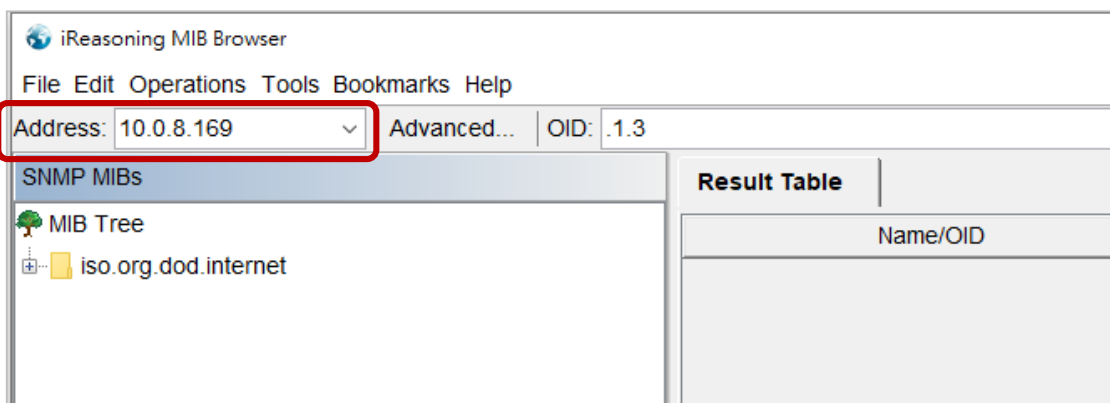 iReasoning MIB Browser
File Edit Operations Tools Bookmarks Help
Address: 10.0.8.169 Advanced... OID: .1.3
SNMP MIBs
Result Table
MIB Tree
Name/OID
iso.org.dod.internet